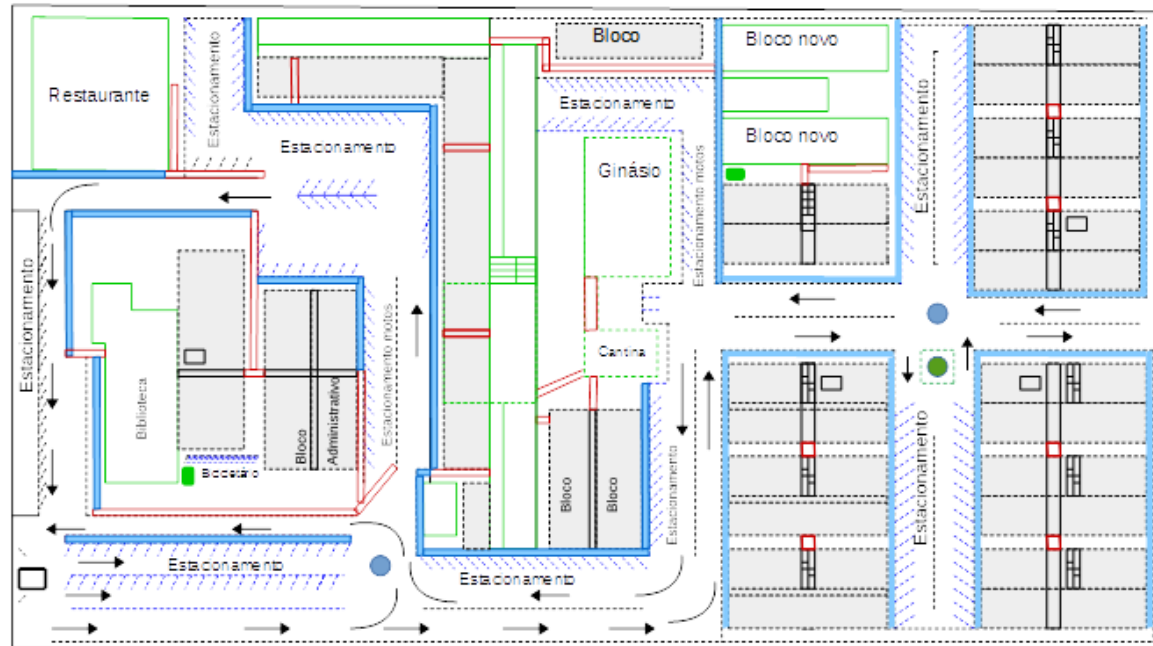 Bloco
Bloco novo
Estacionamento
Restaurante
Estacionamento
Estacionamento
Estacionamento
Bloco novo
Ginásio
Estacionamento motos
Estacionamento
Estacionamento
Estacionamento motos
Cantina
Biblioteca
Bloco
Administrativo
Estacionamento
Bicicletário
Bloco
Bloco
Estacionamento
Estacionamento
Estacionamento